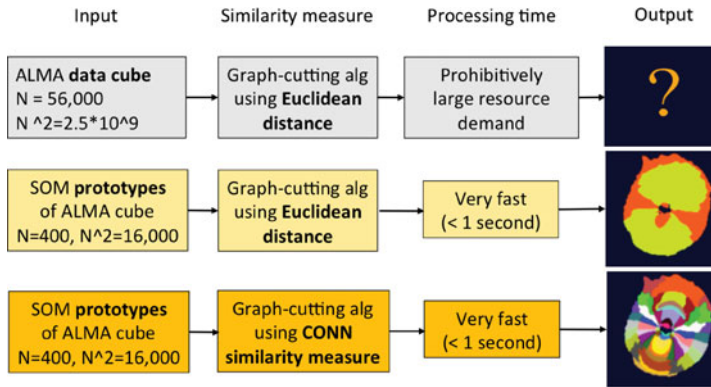 Input
Similarity measure
Processing time
Output
ALMA data cube
N = 56,000
N ^2=2.5*10^9
Graph-cutting alg
using Euclidean
distance
Prohibitively
large resource
demand
?
SOM prototypes
of ALMA cube
N=400, N^2=16,000
Graph-cutting alg
using Euclidean
distance
Very fast
(< 1 second)
SOM prototypes
of ALMA cube
N=400, N^2=16,000
Graph-cutting alg
using CONN
similarity measure
Very fast
(< 1 second)